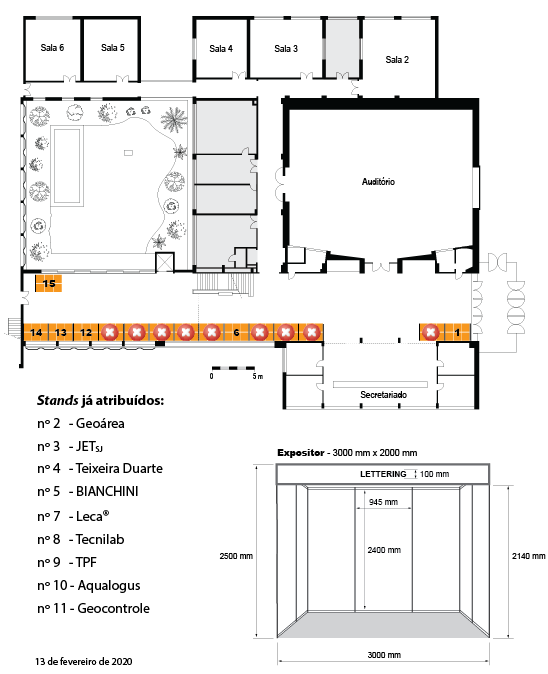 Sala 6
Sala 5
Sala 4
Sala 3
Sala 2
Auditório
15
14 13 12 6 1
0 5 m
Secretariado
Stands já atribuídos:
nº 2 - Geoárea
nº 3 - JETsj
nº 4 - Teixeira Duarte
nº 5 - BIANCHINI
nº 7 - Leca®
nº 8 - Tecnilab
nº 9 - TPF
nº 10 - Aqualogus
nº 11 - Geocontrole
13 de fevereiro de 2020
Expositor - 3000 mm x 2000 mm
LETTERING 100 mm
945 mm
2500 mm
2400 mm
2140 mm
3000 mm